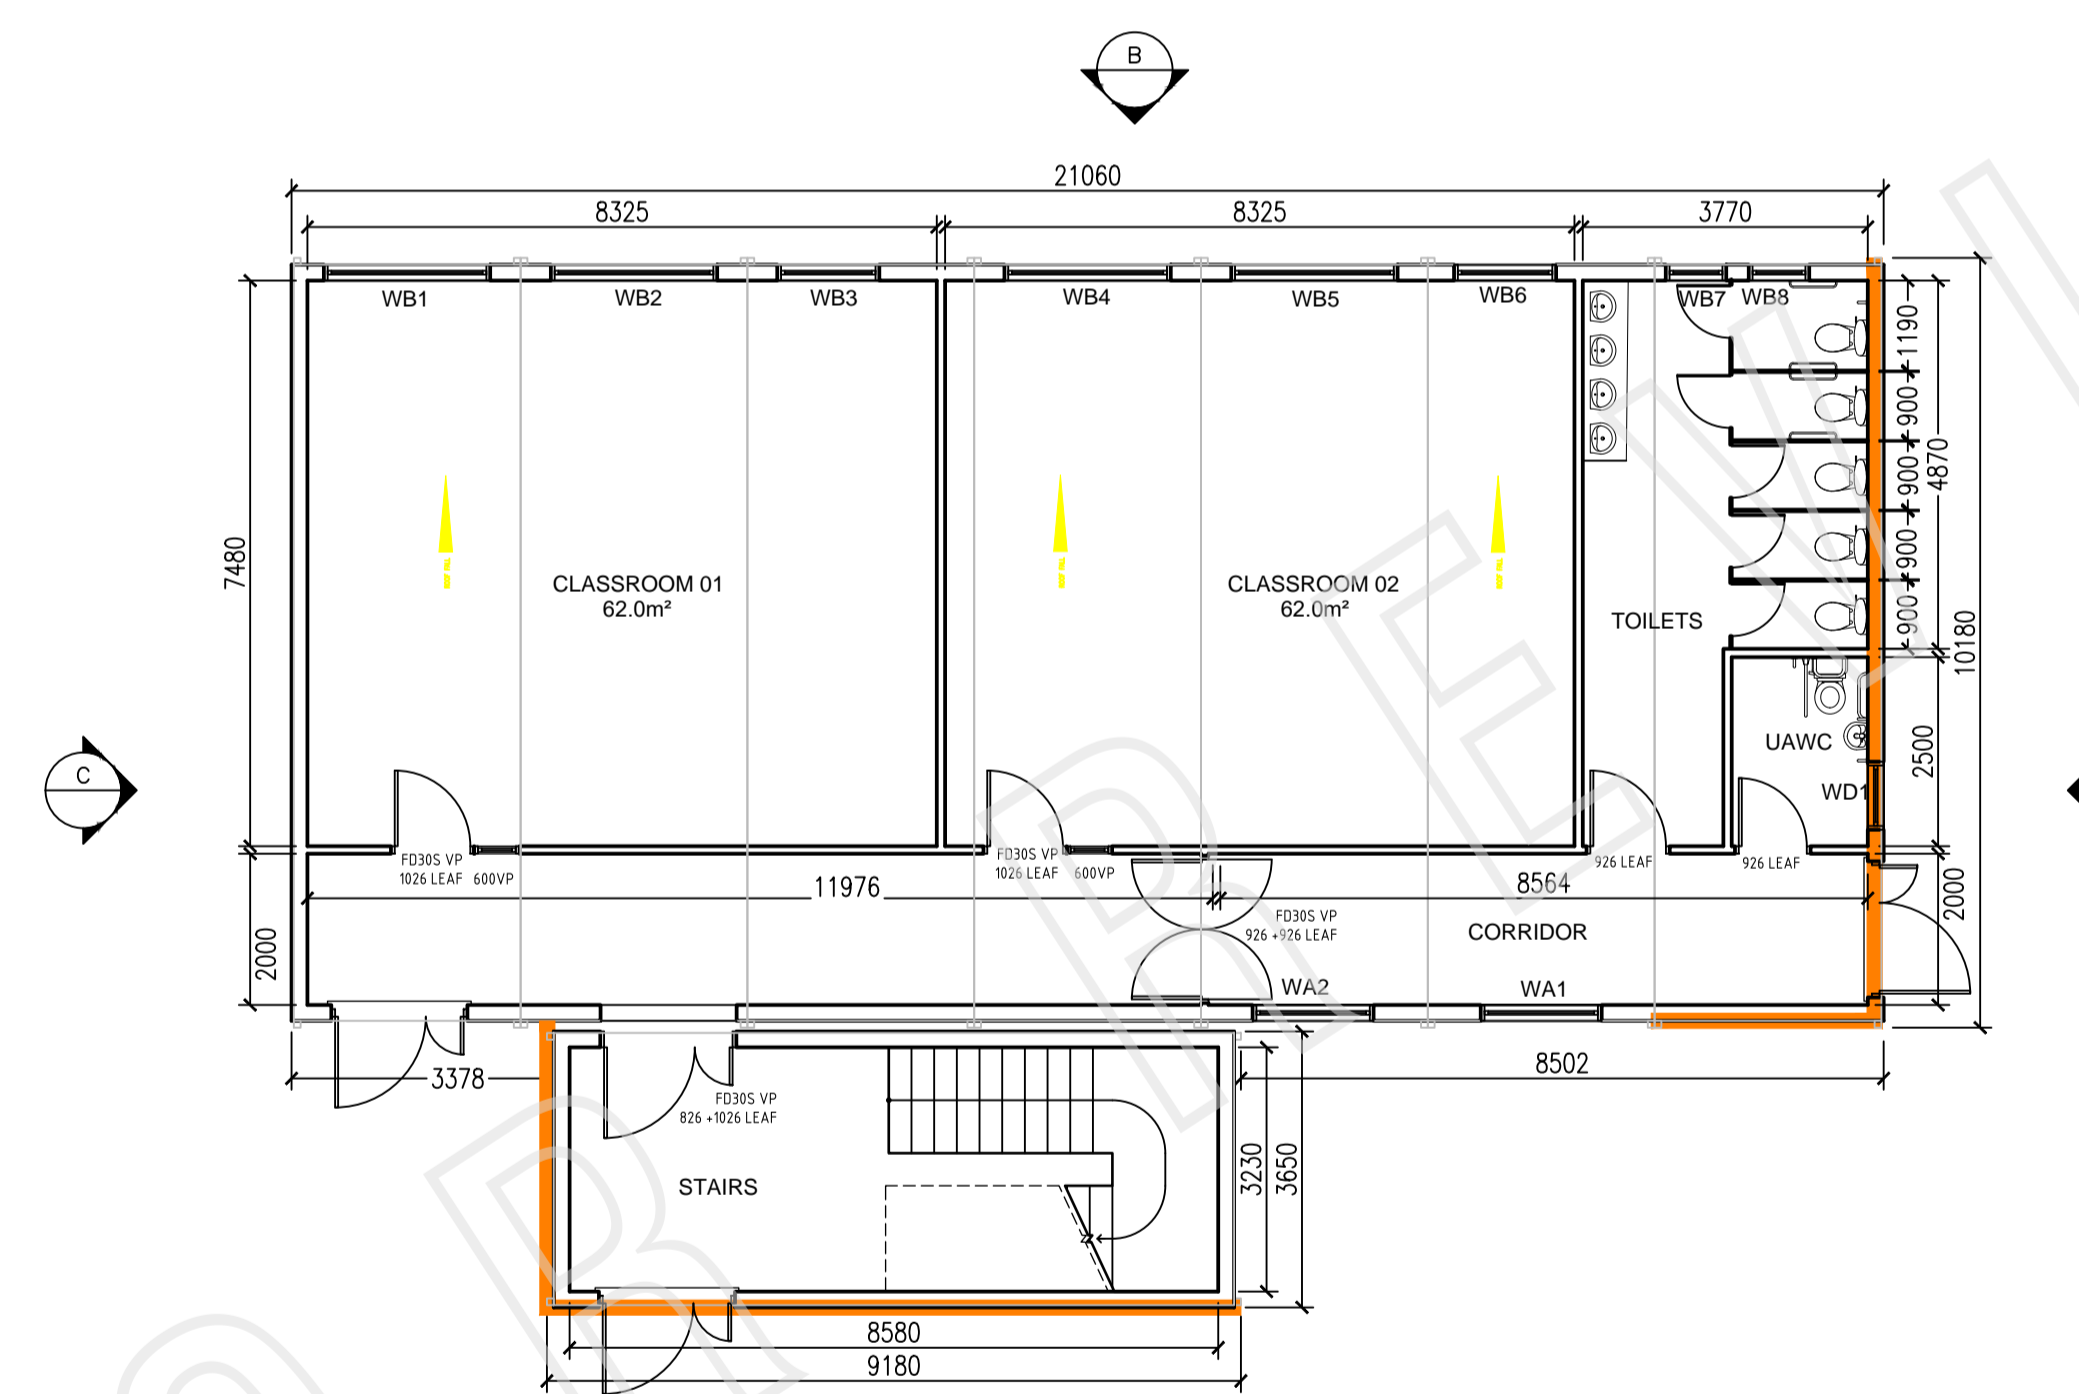 B
21060
8325
8325
3770
WB1
WB2
WB3
WB4
WB5
WB6
WB7
WB8
1190
900
900
900
900
4870
7480
10180
CLASSROOM 01
62.0m²
CLASSROOM 02
62.0m²
TOILETS
UAWC
WD1
2500
C
FD30S VP
1026 LEAF
600VP
FD30S VP
1026 LEAF
600VP
926 LEAF
926 LEAF
11976
8564
2000
2000
FD30S VP
926 +926 LEAF
CORRIDOR
WA2
WA1
3378
8502
FD30S VP
826 +1026 LEAF
STAIRS
3230
3650
8580
9180